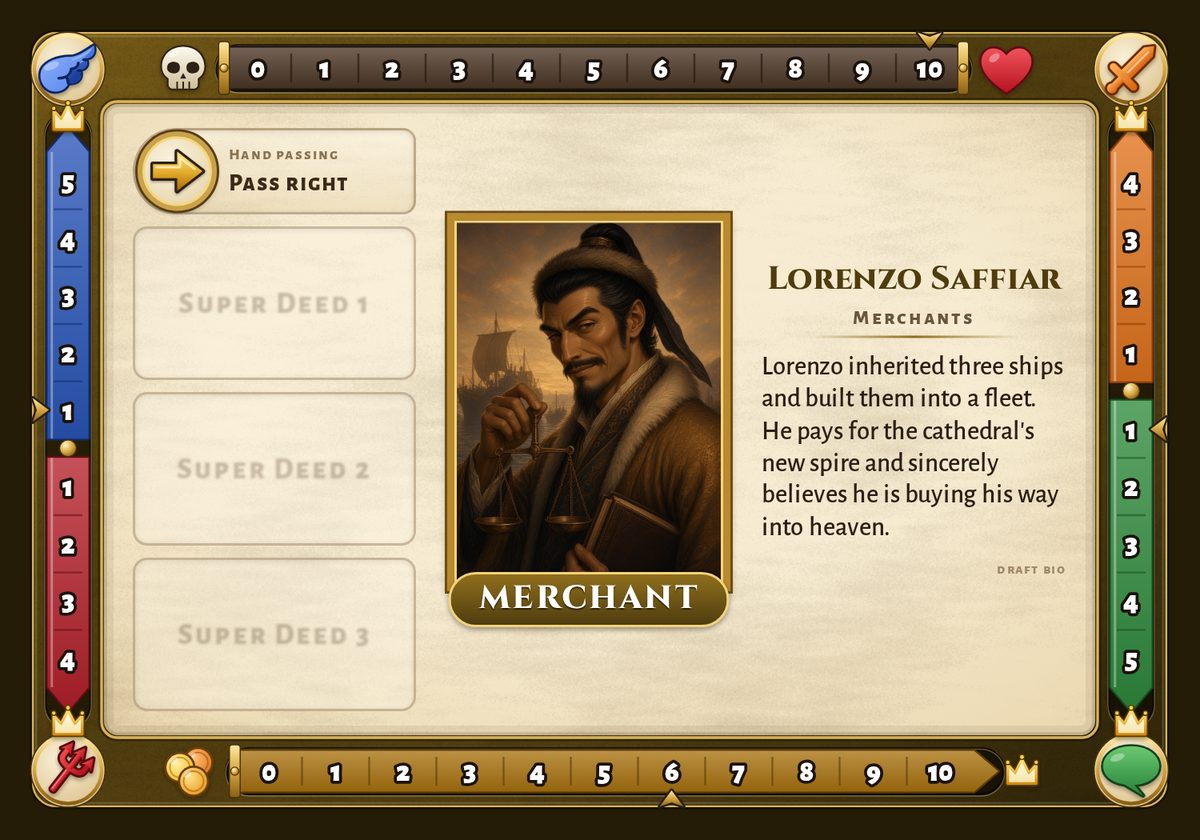 0 1 2 3 4 5 6 7 8 9 10
5
4
3
2
1
1
2
3
4
Hand passing
Pass right
Super Deed 1
Super Deed 2
Super Deed 3
MERCHANT
Lorenzo Saffiar
Merchants
Lorenzo inherited three ships
and built them into a fleet.
He pays for the cathedral's
new spire and sincerely
believes he is buying his way
into heaven.
DRAFT BIO
4
3
2
1
1
2
3
4
5
0 1 2 3 4 5 6 7 8 9 10